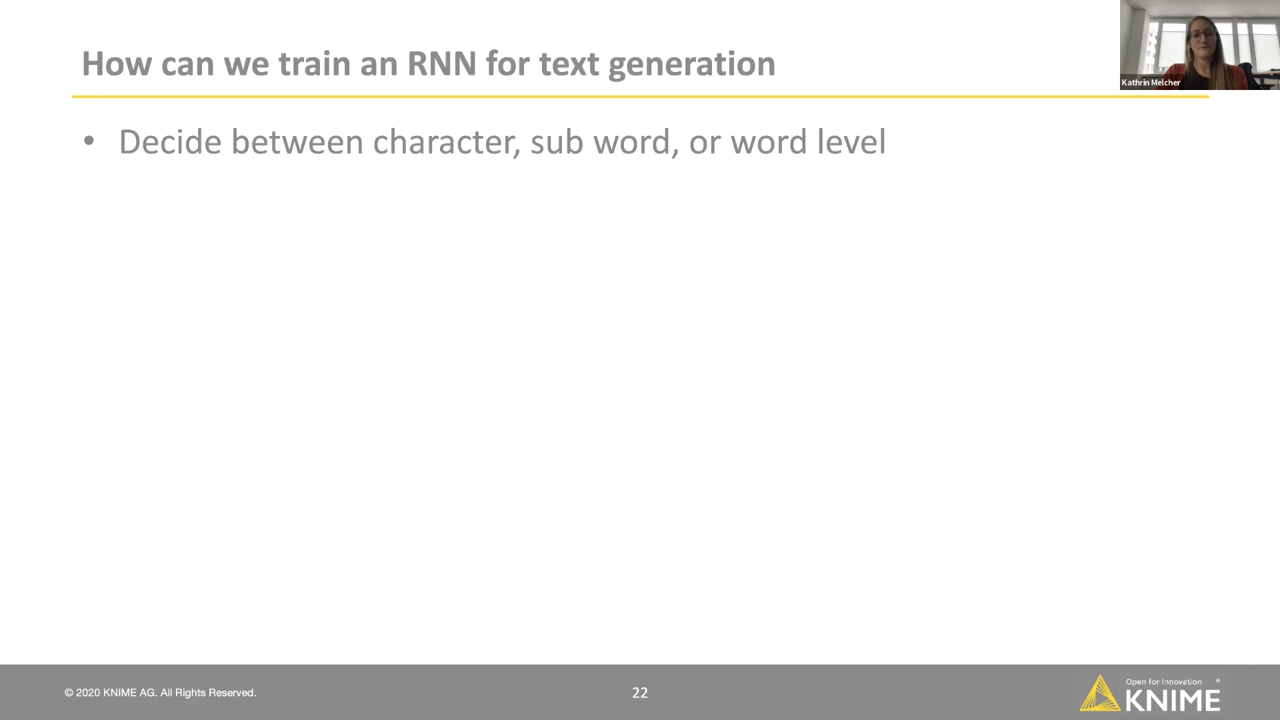 How can we train an RNN for text generation
Kathrin Melcher
• Decide between character, sub word, or word level
© 2020 KNIME AG. All Rights Reserved.
22
Open for Innovation ®
KNIME